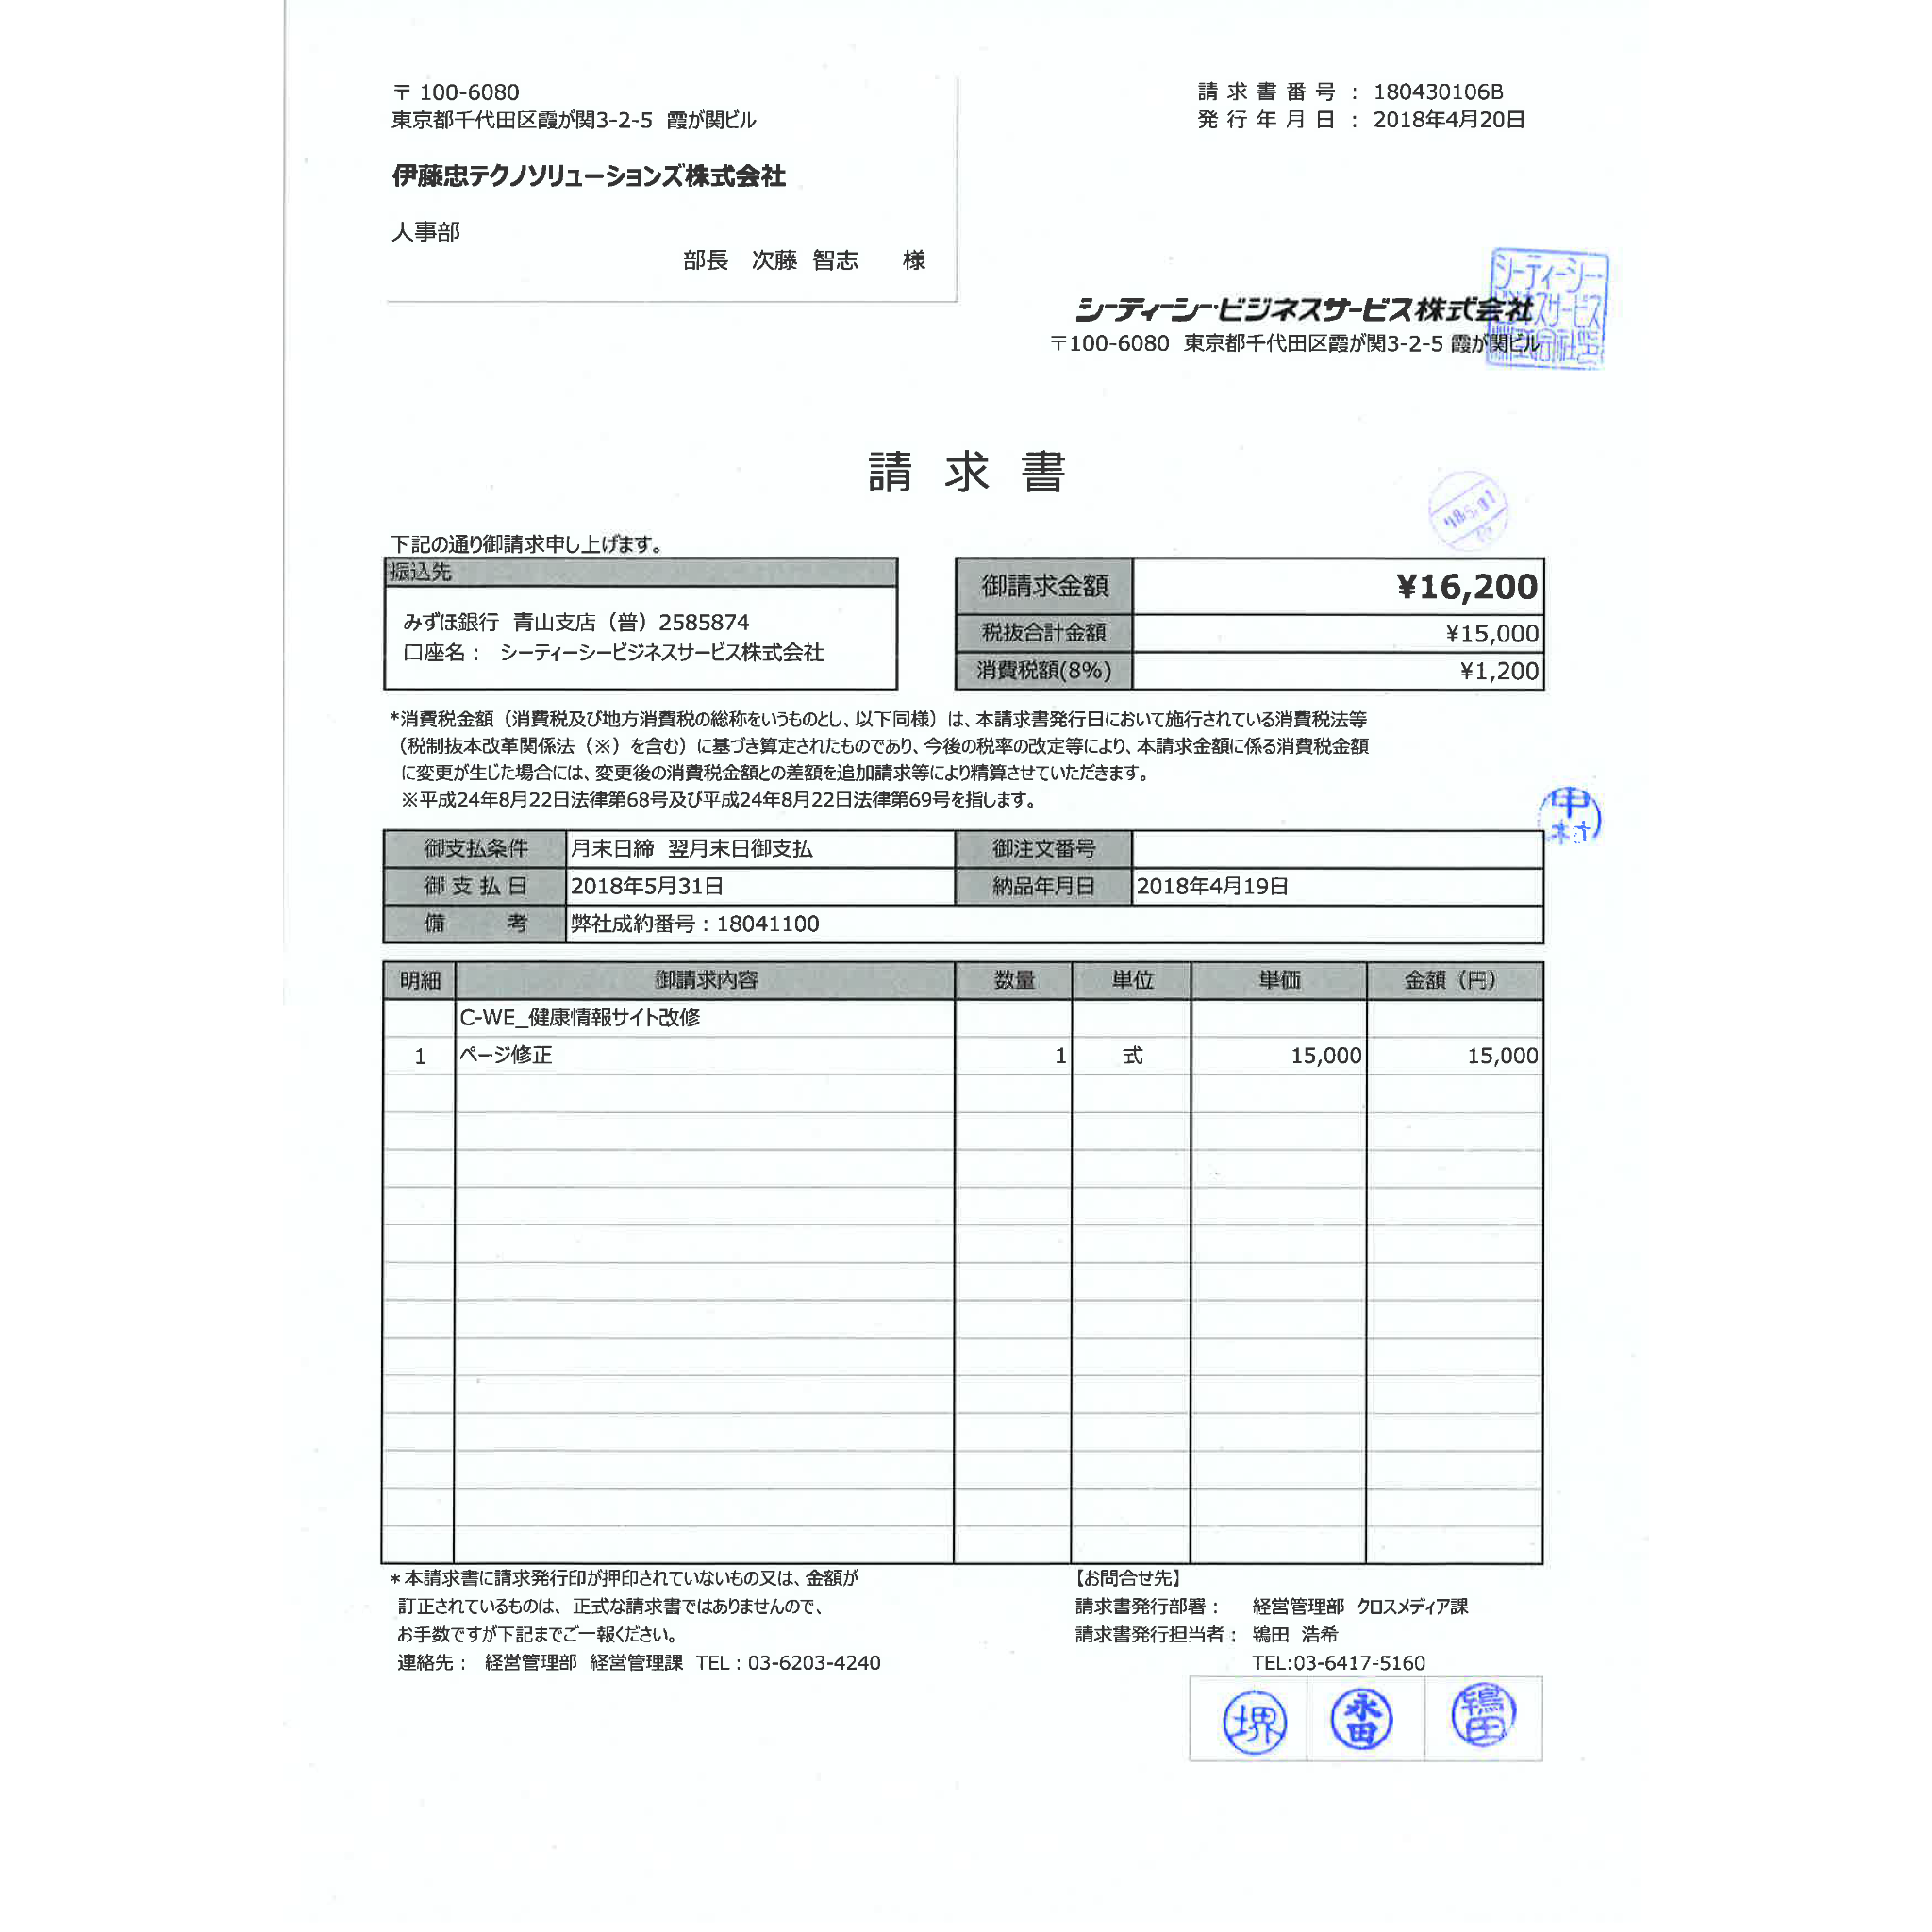 〒 100-6080
東京都千代田区霞が関3-2-5 霞が関ビル
伊藤忠テクノソリューションズ株式会社
人事部
部長 次藤 智志 様
請求書番号 : 180430106B
発行年月日 : 2018年4月20日
シーティーシー・ビジネスサービス株式会社
〒100-6080 東京都千代田区霞が関3-2-5 霞が関ビル
シーティーシー・
ビジネスサービス
株式会社印
請求書
下記の通り御請求申し上げます。
振込先
みずほ銀行 青山支店（普）2585874
口座名： シーティーシービジネスサービス株式会社
御請求金額 ¥16,200
税抜合計金額 ¥15,000
消費税額(8%) ¥1,200
*消費税金額（消費税及び地方消費税の総称をいうものとし、以下同様）は、本請求書発行日において施行されている消費税法等
（税制抜本改革関係法（※）を含む）に基づき算定されたものであり、今後の税率の改定等により、本請求金額に係る消費税金額
に変更が生じた場合には、変更後の消費税金額との差額を追加請求等により精算させていただきます。
※平成24年8月22日法律第68号及び平成24年8月22日法律第69号を指します。
御支払条件 月末日締 翌月末日御支払 御注文番号
御支払日 2018年5月31日 納品年月日 2018年4月19日
備考 弊社成約番号：18041100
明細 御請求内容 数量 単位 単価 金額（円）
C-WE_健康情報サイト改修
1 ページ修正 1 式 15,000 15,000
＊本請求書に請求発行印が押印されていないもの又は、金額が
訂正されているものは、正式な請求書ではありませんので、
お手数ですが下記までご一報ください。
連絡先： 経営管理部 経営管理課 TEL：03-6203-4240
【お問合せ先】
請求書発行部署： 経営管理部 クロスメディア課
請求書発行担当者： 鴇田 浩希
TEL:03-6417-5160
堺 永田 鴇田